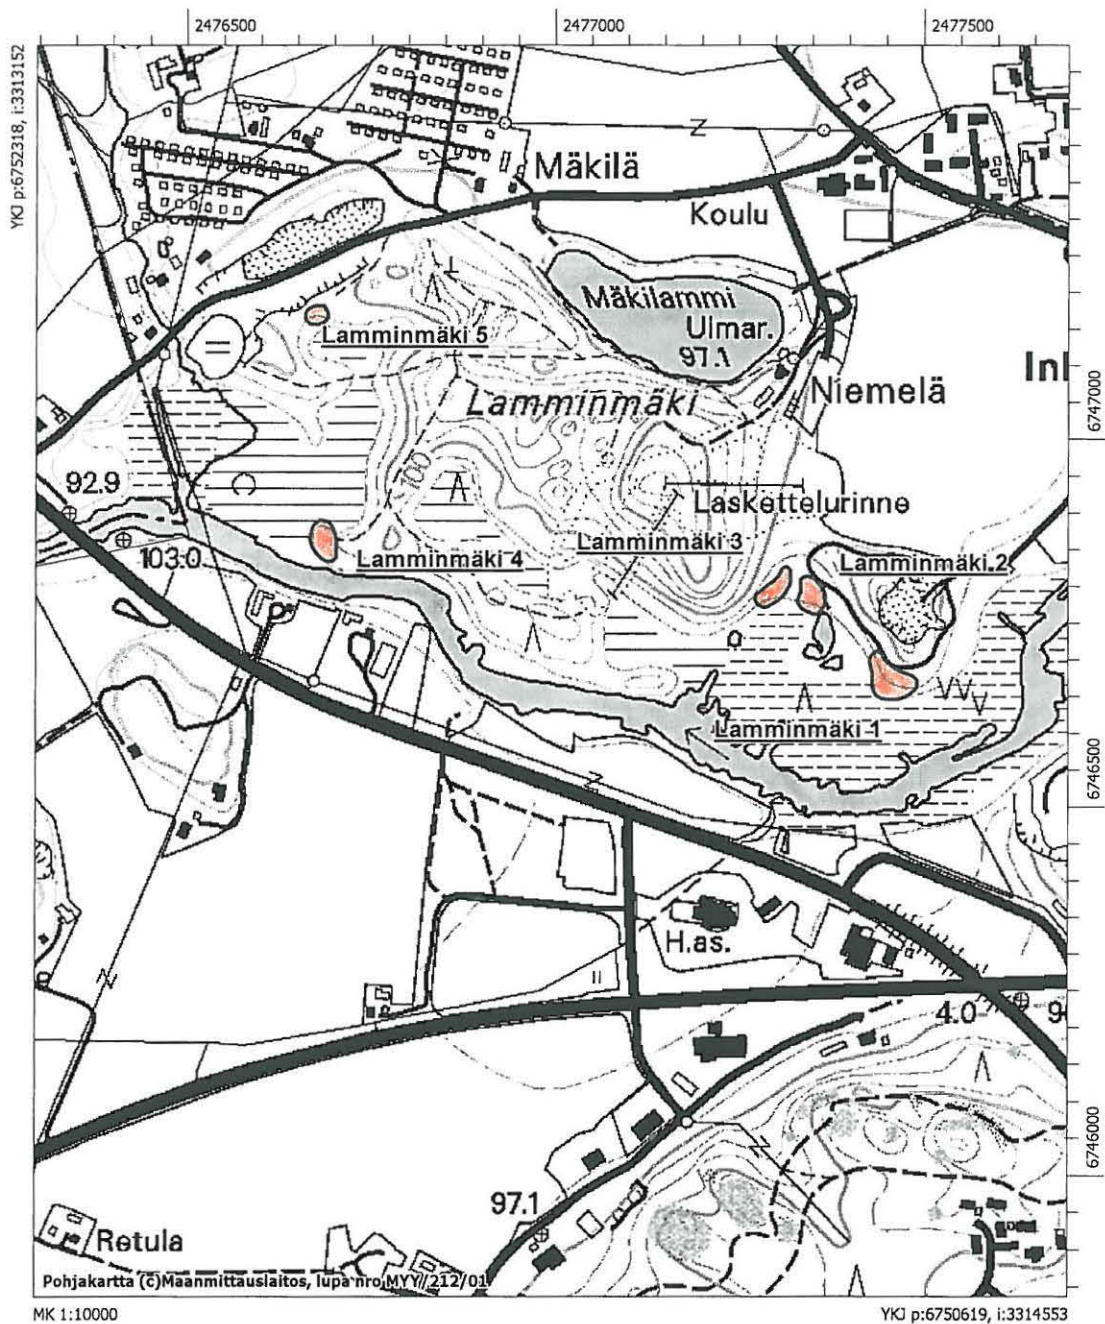 2476500
2477000
2477500
YKJ p:6752318, i:3313152
Mäkilä
Koulu
Mäkilammi
Ulmar.
97.1
Lamminmäki 5
Lamminmäki
Niemelä
6747000
100
92.9
Laskettelurinne
Lamminmäki 3
103.0
Lamminmäki 4
Lamminmäki 2
Lamminmäki 1
6746500
H.as.
4.0
6746000
97.1
Retula
Pohjakartta (c)Maanmittauslaitos, lupa nro MYY/212/01
MK 1:10000
YKJ p:6750619, i:3314553